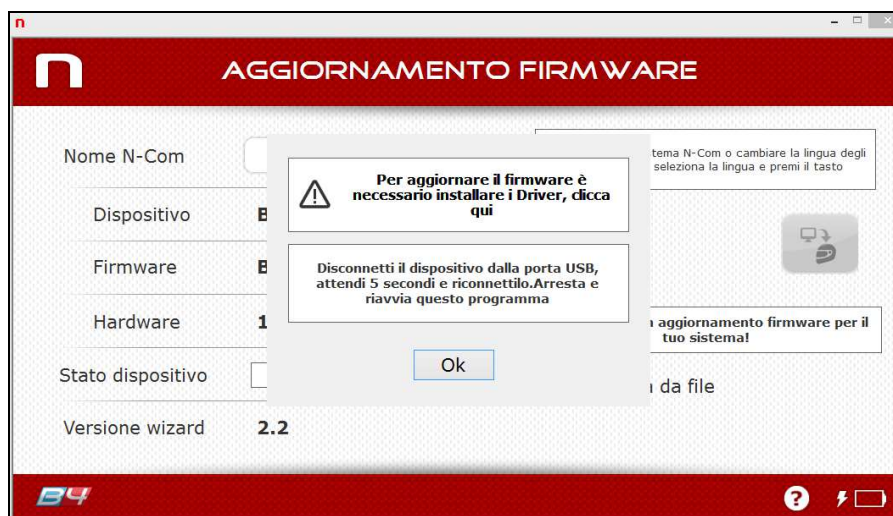 n
n AGGIORNAMENTO FIRMWARE
Nome N-Com
tema N-Com o cambiare la lingua degli
seleziona la lingua e premi il tasto
Per aggiornare il firmware è
necessario installare i Driver, clicca
qui
Dispositivo B
Firmware B
Disconnetti il dispositivo dalla porta USB,
attendi 5 secondi e riconnettilo.Arresta e
riavvia questo programma
Hardware 1
aggiornamento firmware per il
tuo sistema!
Ok
Stato dispositivo
da file
Versione wizard 2.2
B4
?